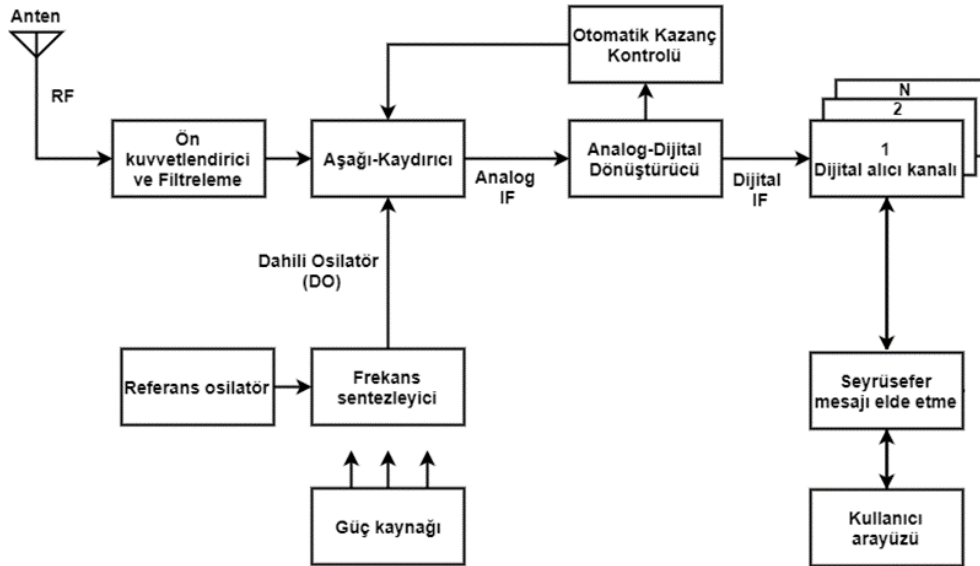 Anten
RF
Ön
kuvvetlendirici
ve Filtreleme
Aşağı-Kaydırıcı
Otomatik Kazanç
Kontrolü
Analog
IF
Analog-Dijital
Dönüştürücü
Dijital
IF
N
2
1
Dijital alıcı kanalı
Dahili Osilatör
(DO)
Referans osilatör
Frekans
sentezleyici
Güç kaynağı
Seyrüsefer
mesajı elde etme
Kullanıcı
arayüzü